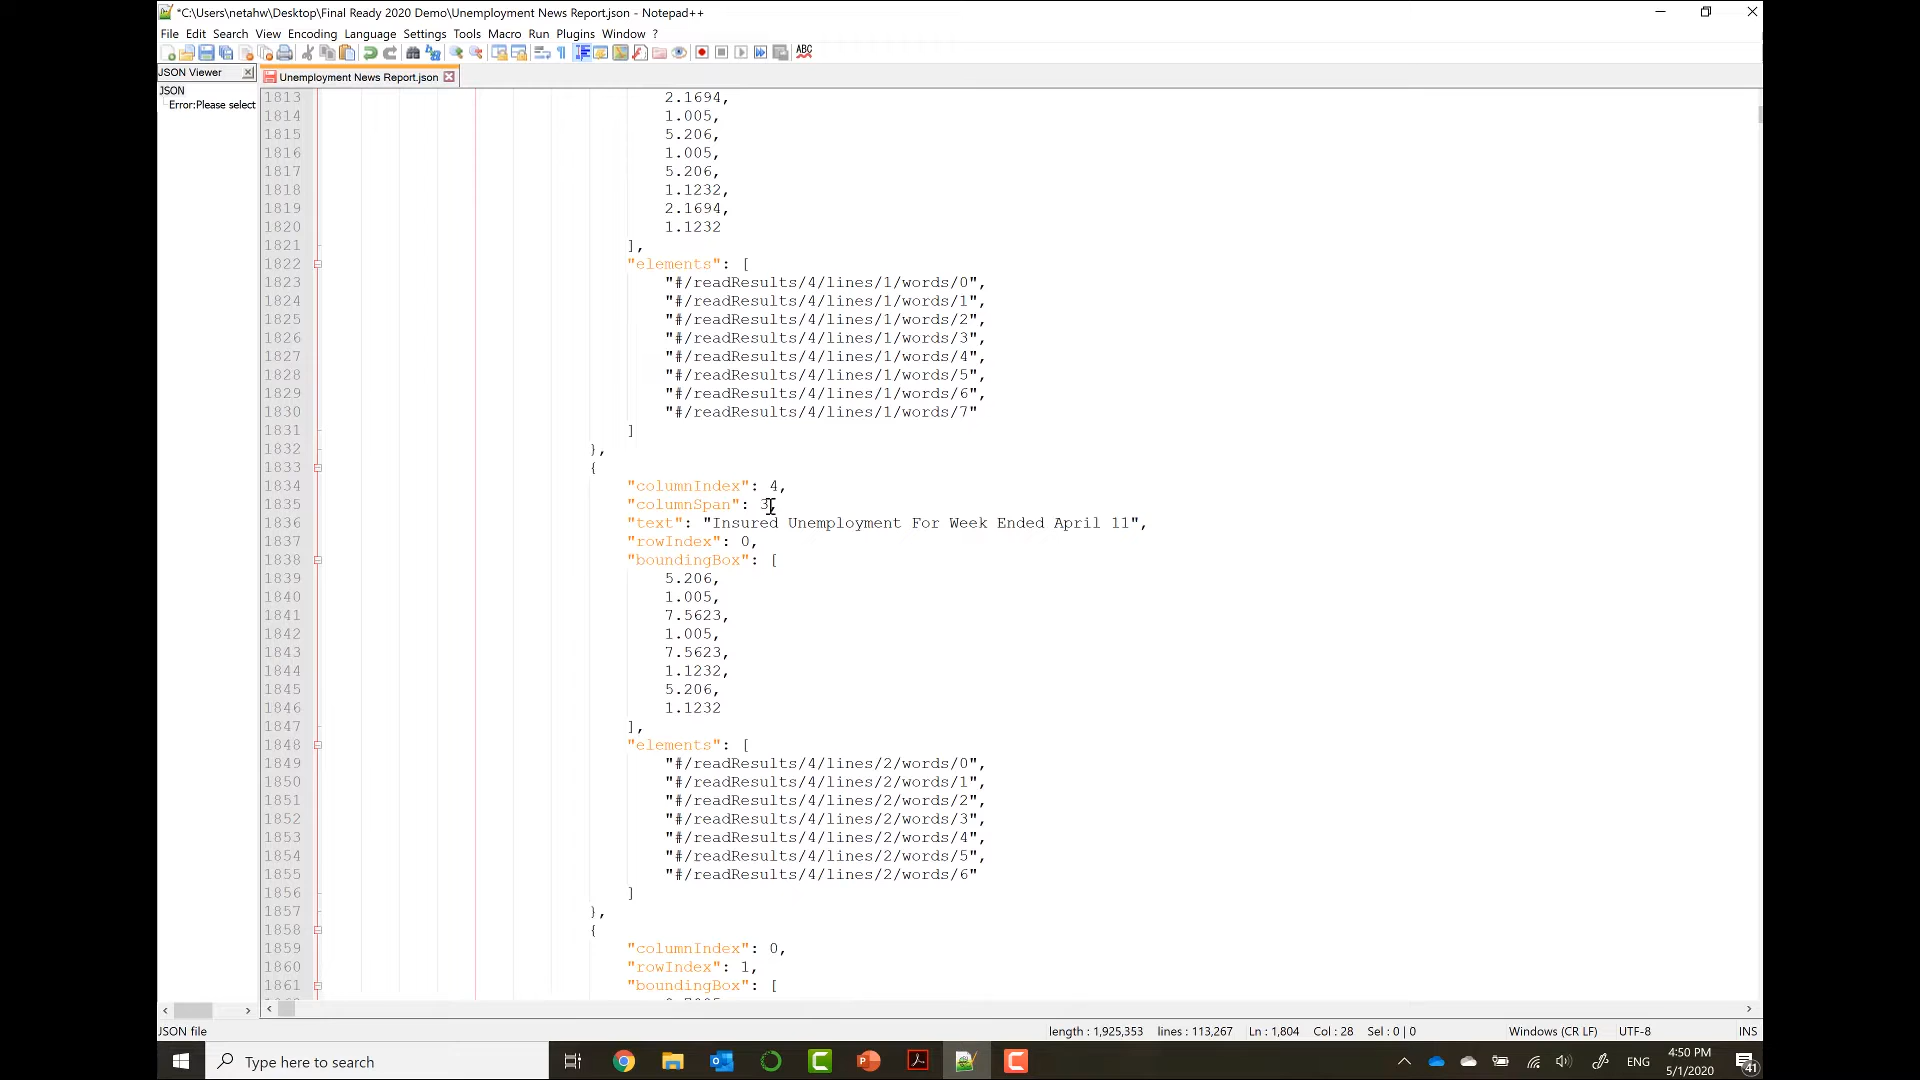 *C:\Users\netahw\Desktop\Final Ready 2020 Demo\Unemployment News Report.json - Notepad++
File Edit Search View Encoding Language Settings Tools Macro Run Plugins Window ?
ABC
JSON Viewer
Unemployment News Report.json
JSON
Error:Please select
1813 2.1694,
1814 1.005,
1815 5.206,
1816 1.005,
1817 5.206,
1818 1.1232,
1819 2.1694,
1820 1.1232
1821 ],
1822 "elements": [
1823 "#/readResults/4/lines/1/words/0",
1824 "#/readResults/4/lines/1/words/1",
1825 "#/readResults/4/lines/1/words/2",
1826 "#/readResults/4/lines/1/words/3",
1827 "#/readResults/4/lines/1/words/4",
1828 "#/readResults/4/lines/1/words/5",
1829 "#/readResults/4/lines/1/words/6",
1830 "#/readResults/4/lines/1/words/7"
1831 ]
1832 },
1833 {
1834 "columnIndex": 4,
1835 "columnSpan": 3,
1836 "text": "Insured Unemployment For Week Ended April 11",
1837 "rowIndex": 0,
1838 "boundingBox": [
1839 5.206,
1840 1.005,
1841 7.5623,
1842 1.005,
1843 7.5623,
1844 1.1232,
1845 5.206,
1846 1.1232
1847 ],
1848 "elements": [
1849 "#/readResults/4/lines/2/words/0",
1850 "#/readResults/4/lines/2/words/1",
1851 "#/readResults/4/lines/2/words/2",
1852 "#/readResults/4/lines/2/words/3",
1853 "#/readResults/4/lines/2/words/4",
1854 "#/readResults/4/lines/2/words/5",
1855 "#/readResults/4/lines/2/words/6"
1856 ]
1857 },
1858 {
1859 "columnIndex": 0,
1860 "rowIndex": 1,
1861 "boundingBox": [
JSON file length : 1,925,353 lines : 113,267 Ln : 1,804 Col : 28 Sel : 0 | 0 Windows (CR LF) UTF-8 INS
Type here to search
ENG
4:50 PM
5/1/2020
41